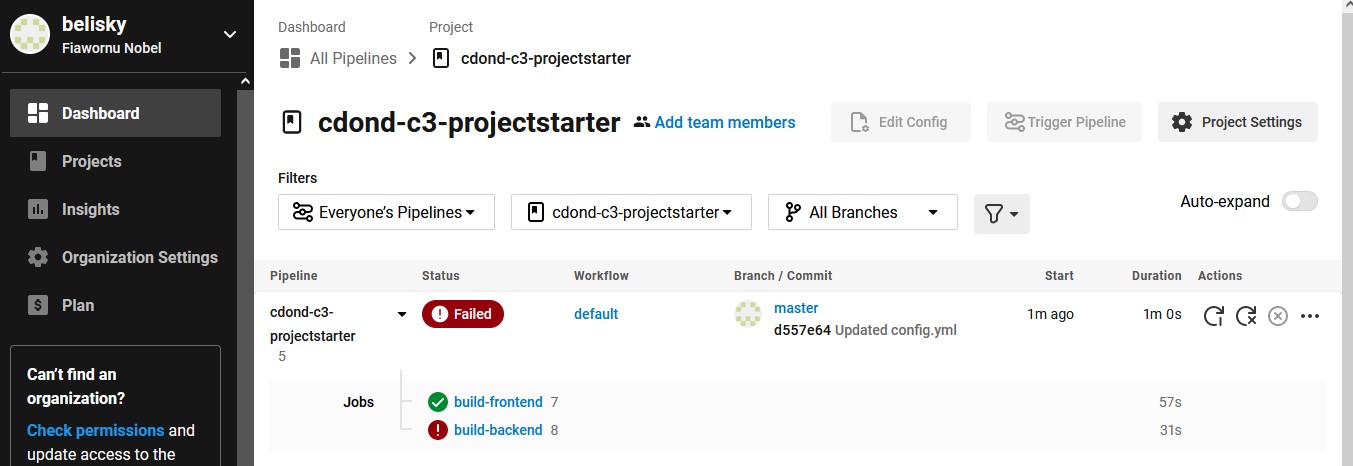 belisky
Fiawornu Nobel
Dashboard
Projects
Insights
Organization Settings
Plan
Can't find an
organization?
Check permissions and
update access to the
Dashboard Project
All Pipelines cdond-c3-projectstarter
cdond-c3-projectstarter Add team members Edit Config Trigger Pipeline Project Settings
Filters
Everyone's Pipelines cdond-c3-projectstarter All Branches Auto-expand
Pipeline Status Workflow Branch / Commit Start Duration Actions
cdond-c3-
projectstarter
5
Failed
default
master
d557e64 Updated config.yml
1m ago
1m 0s
Jobs
build-frontend 7 57s
build-backend 8 31s